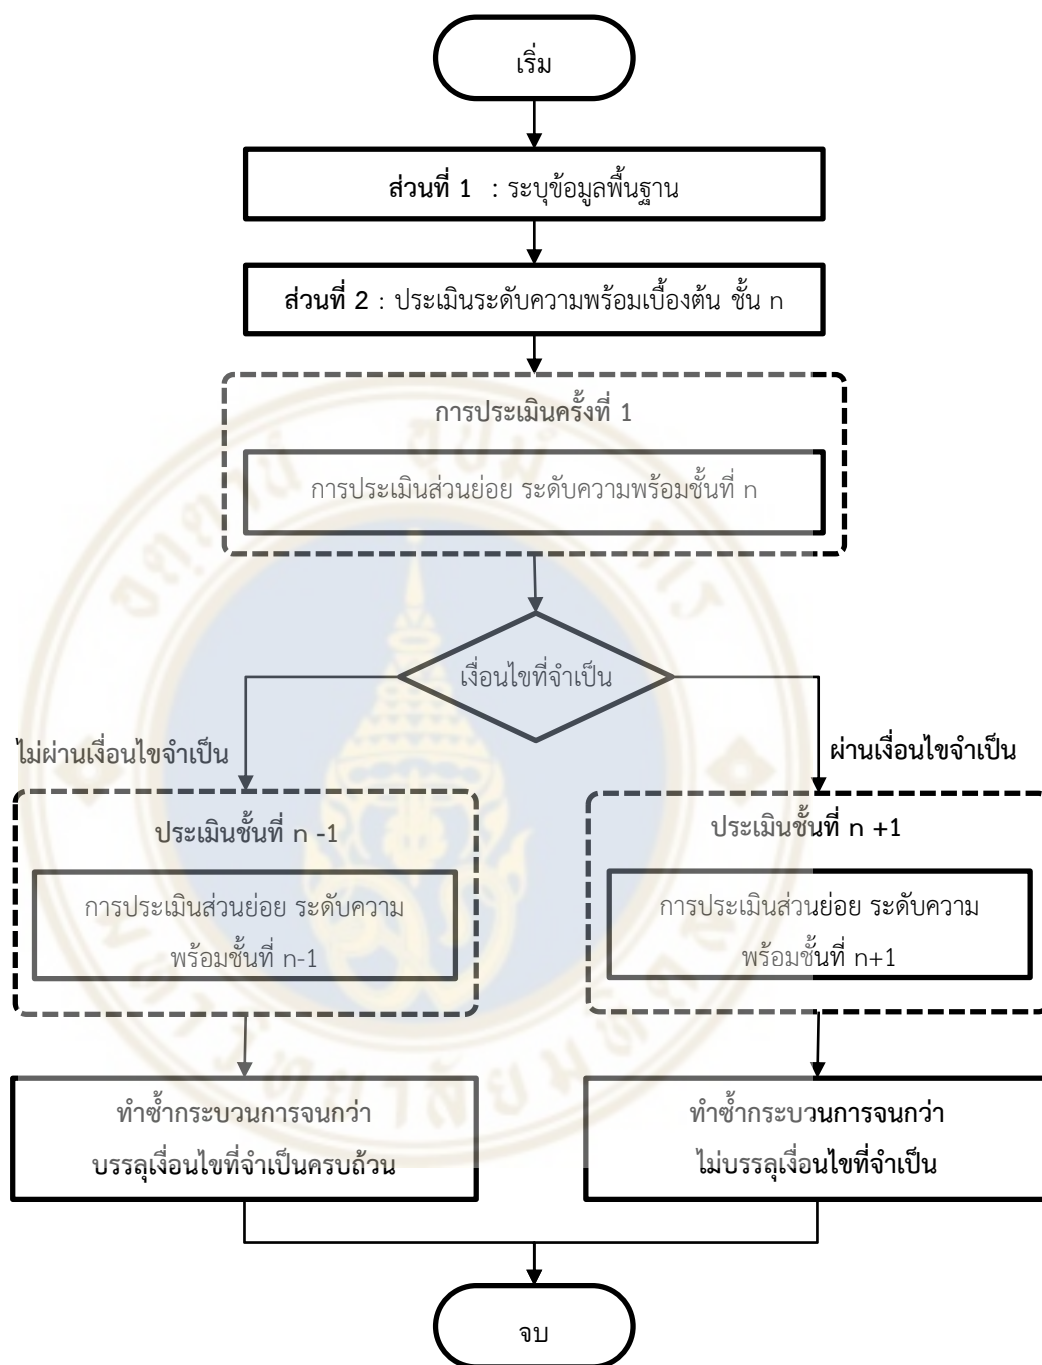 เริ่ม
ส่วนที่ 1 : ระบุข้อมูลพื้นฐาน
ส่วนที่ 2 : ประเมินระดับความพร้อมเบื้องต้น ชั้น n
การประเมินครั้งที่ 1
การประเมินส่วนย่อย ระดับความพร้อมชั้นที่ n
เงื่อนไขที่จำเป็น
ไม่ผ่านเงื่อนไขจำเป็น
ผ่านเงื่อนไขจำเป็น
ประเมินชั้นที่ n -1
การประเมินส่วนย่อย ระดับความ
พร้อมชั้นที่ n-1
ประเมินชั้นที่ n +1
การประเมินส่วนย่อย ระดับความ
พร้อมชั้นที่ n+1
ทำซ้ำกระบวนการจนกว่า
บรรลุเงื่อนไขที่จำเป็นครบถ้วน
ทำซ้ำกระบวนการจนกว่า
ไม่บรรลุเงื่อนไขที่จำเป็น
จบ